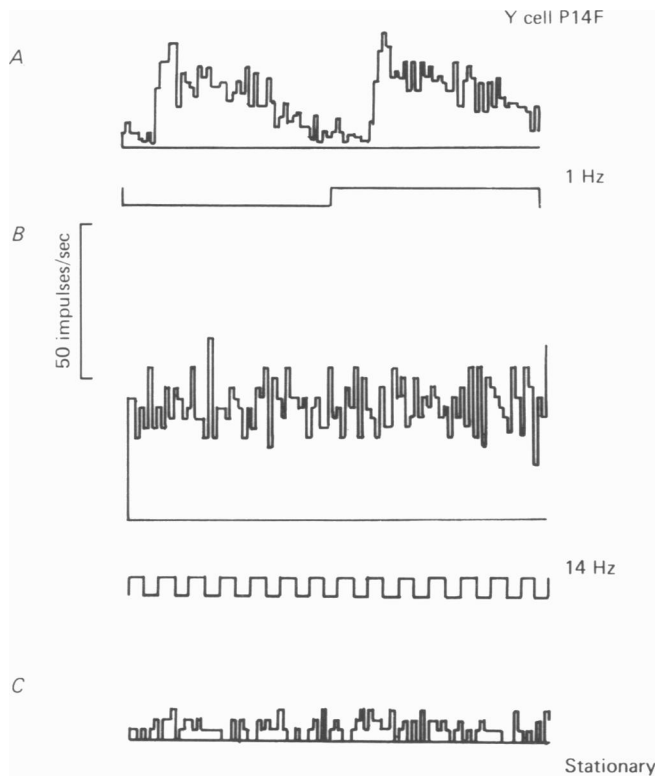 Y cell P14F
A
1 Hz
B
50 impulses/sec
14 Hz
C
Stationary